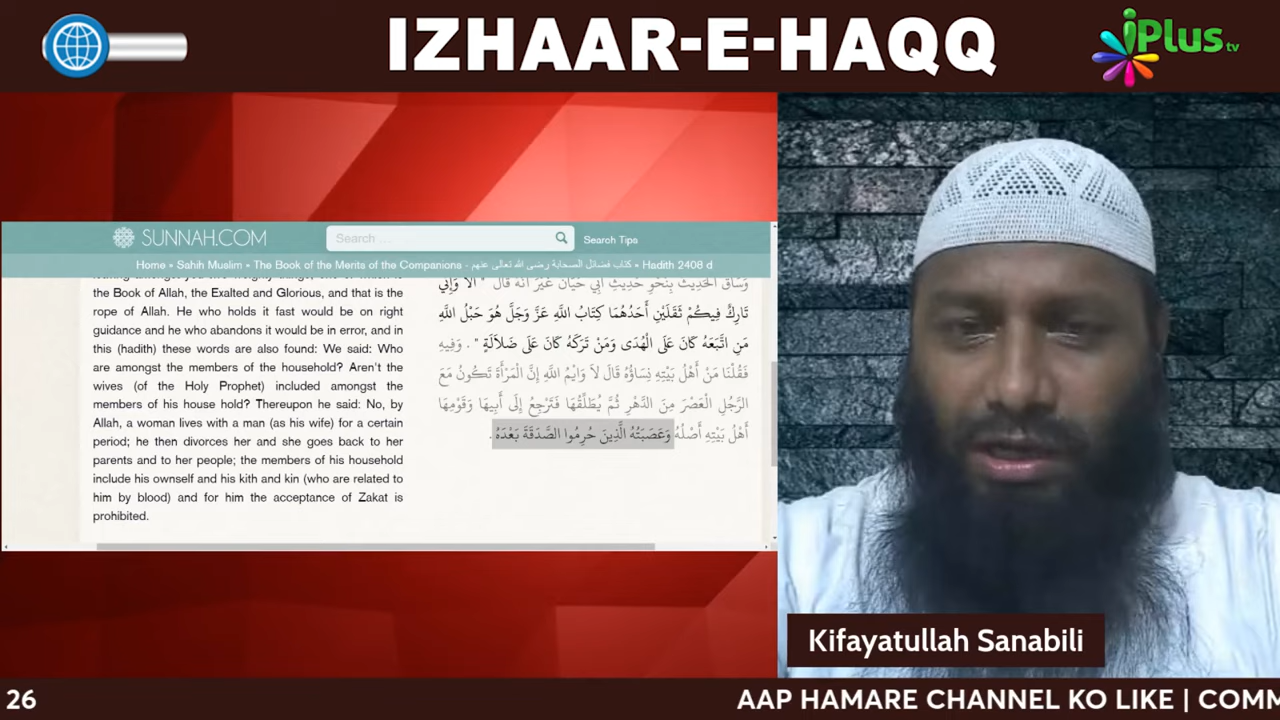 IZHAAR-E-HAQQ
iPlus tv
SUNNAH.COM
Search ...
Search Tips
Home » Sahih Muslim » The Book of the Merits of the Companions - كتاب فضائل الصحابة رضى الله تعالى عنهم » Hadith 2408 d
the Book of Allah, the Exalted and Glorious, and that is the
rope of Allah. He who holds it fast would be on right
guidance and he who abandons it would be in error, and in
this (hadith) these words are also found: We said: Who
are amongst the members of the household? Aren't the
wives (of the Holy Prophet) included amongst the
members of his house hold? Thereupon he said: No, by
Allah, a woman lives with a man (as his wife) for a certain
period; he then divorces her and she goes back to her
parents and to her people; the members of his household
include his ownself and his kith and kin (who are related to
him by blood) and for him the acceptance of Zakat is
prohibited.
وَسَاقَ الْحَدِيثَ بِنَحْوِ حَدِيثِ أَبِي حَيَّانَ غَيْرَ أَنَّهُ قَالَ " أَلاَ وَإِنِّي
تَارِكٌ فِيكُمْ ثَقَلَيْنِ أَحَدُهُمَا كِتَابُ اللَّهِ عَزَّ وَجَلَّ هُوَ حَبْلُ اللَّهِ
مَنِ اتَّبَعَهُ كَانَ عَلَى الْهُدَى وَمَنْ تَرَكَهُ كَانَ عَلَى ضَلاَلَةٍ " . وَفِيهِ
فَقُلْنَا مَنْ أَهْلُ بَيْتِهِ نِسَاؤُهُ قَالَ لاَ وَايْمُ اللَّهِ إِنَّ الْمَرْأَةَ تَكُونُ مَعَ
الرَّجُلِ الْعَصْرَ مِنَ الدَّهْرِ ثُمَّ يُطَلِّقُهَا فَتَرْجِعُ إِلَى أَبِيهَا وَقَوْمِهَا
أَهْلُ بَيْتِهِ أَصْلُهُ وَعَصَبَتُهُ الَّذِينَ حُرِمُوا الصَّدَقَةَ بَعْدَهُ .
Kifayatullah Sanabili
26
AAP HAMARE CHANNEL KO LIKE | COMM